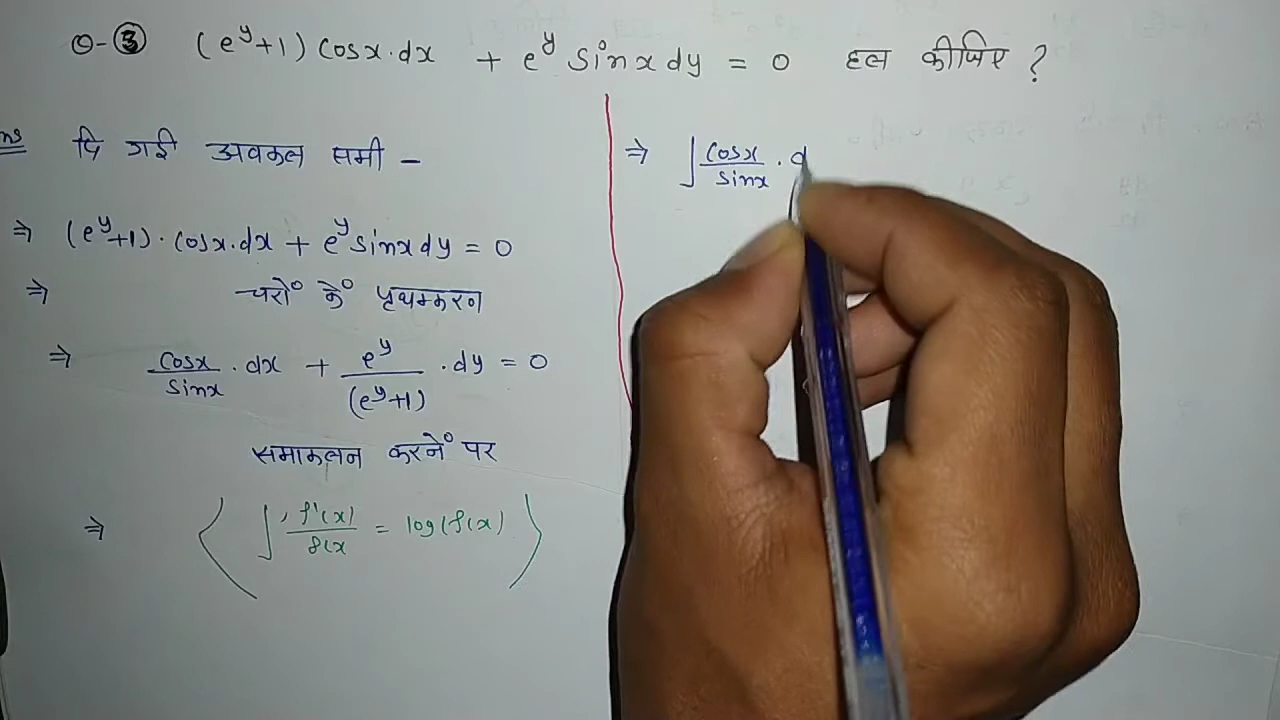 Q-③ (e^y+1) cosx.dx + e^y sinx dy = 0 हल कीजिए ?
ns दि गई अवकल समी -
⇒ (e^y+1).cosx.dx + e^y sinx dy = 0
⇒ चरों के पृथक्करण
⇒ cosx/sinx .dx + e^y/(e^y+1) .dy = 0
समाकलन करनें पर
⇒ ⟨ ∫ f'(x)/f(x = log(f(x) ⟩
⇒ ∫ cosx/sinx . d